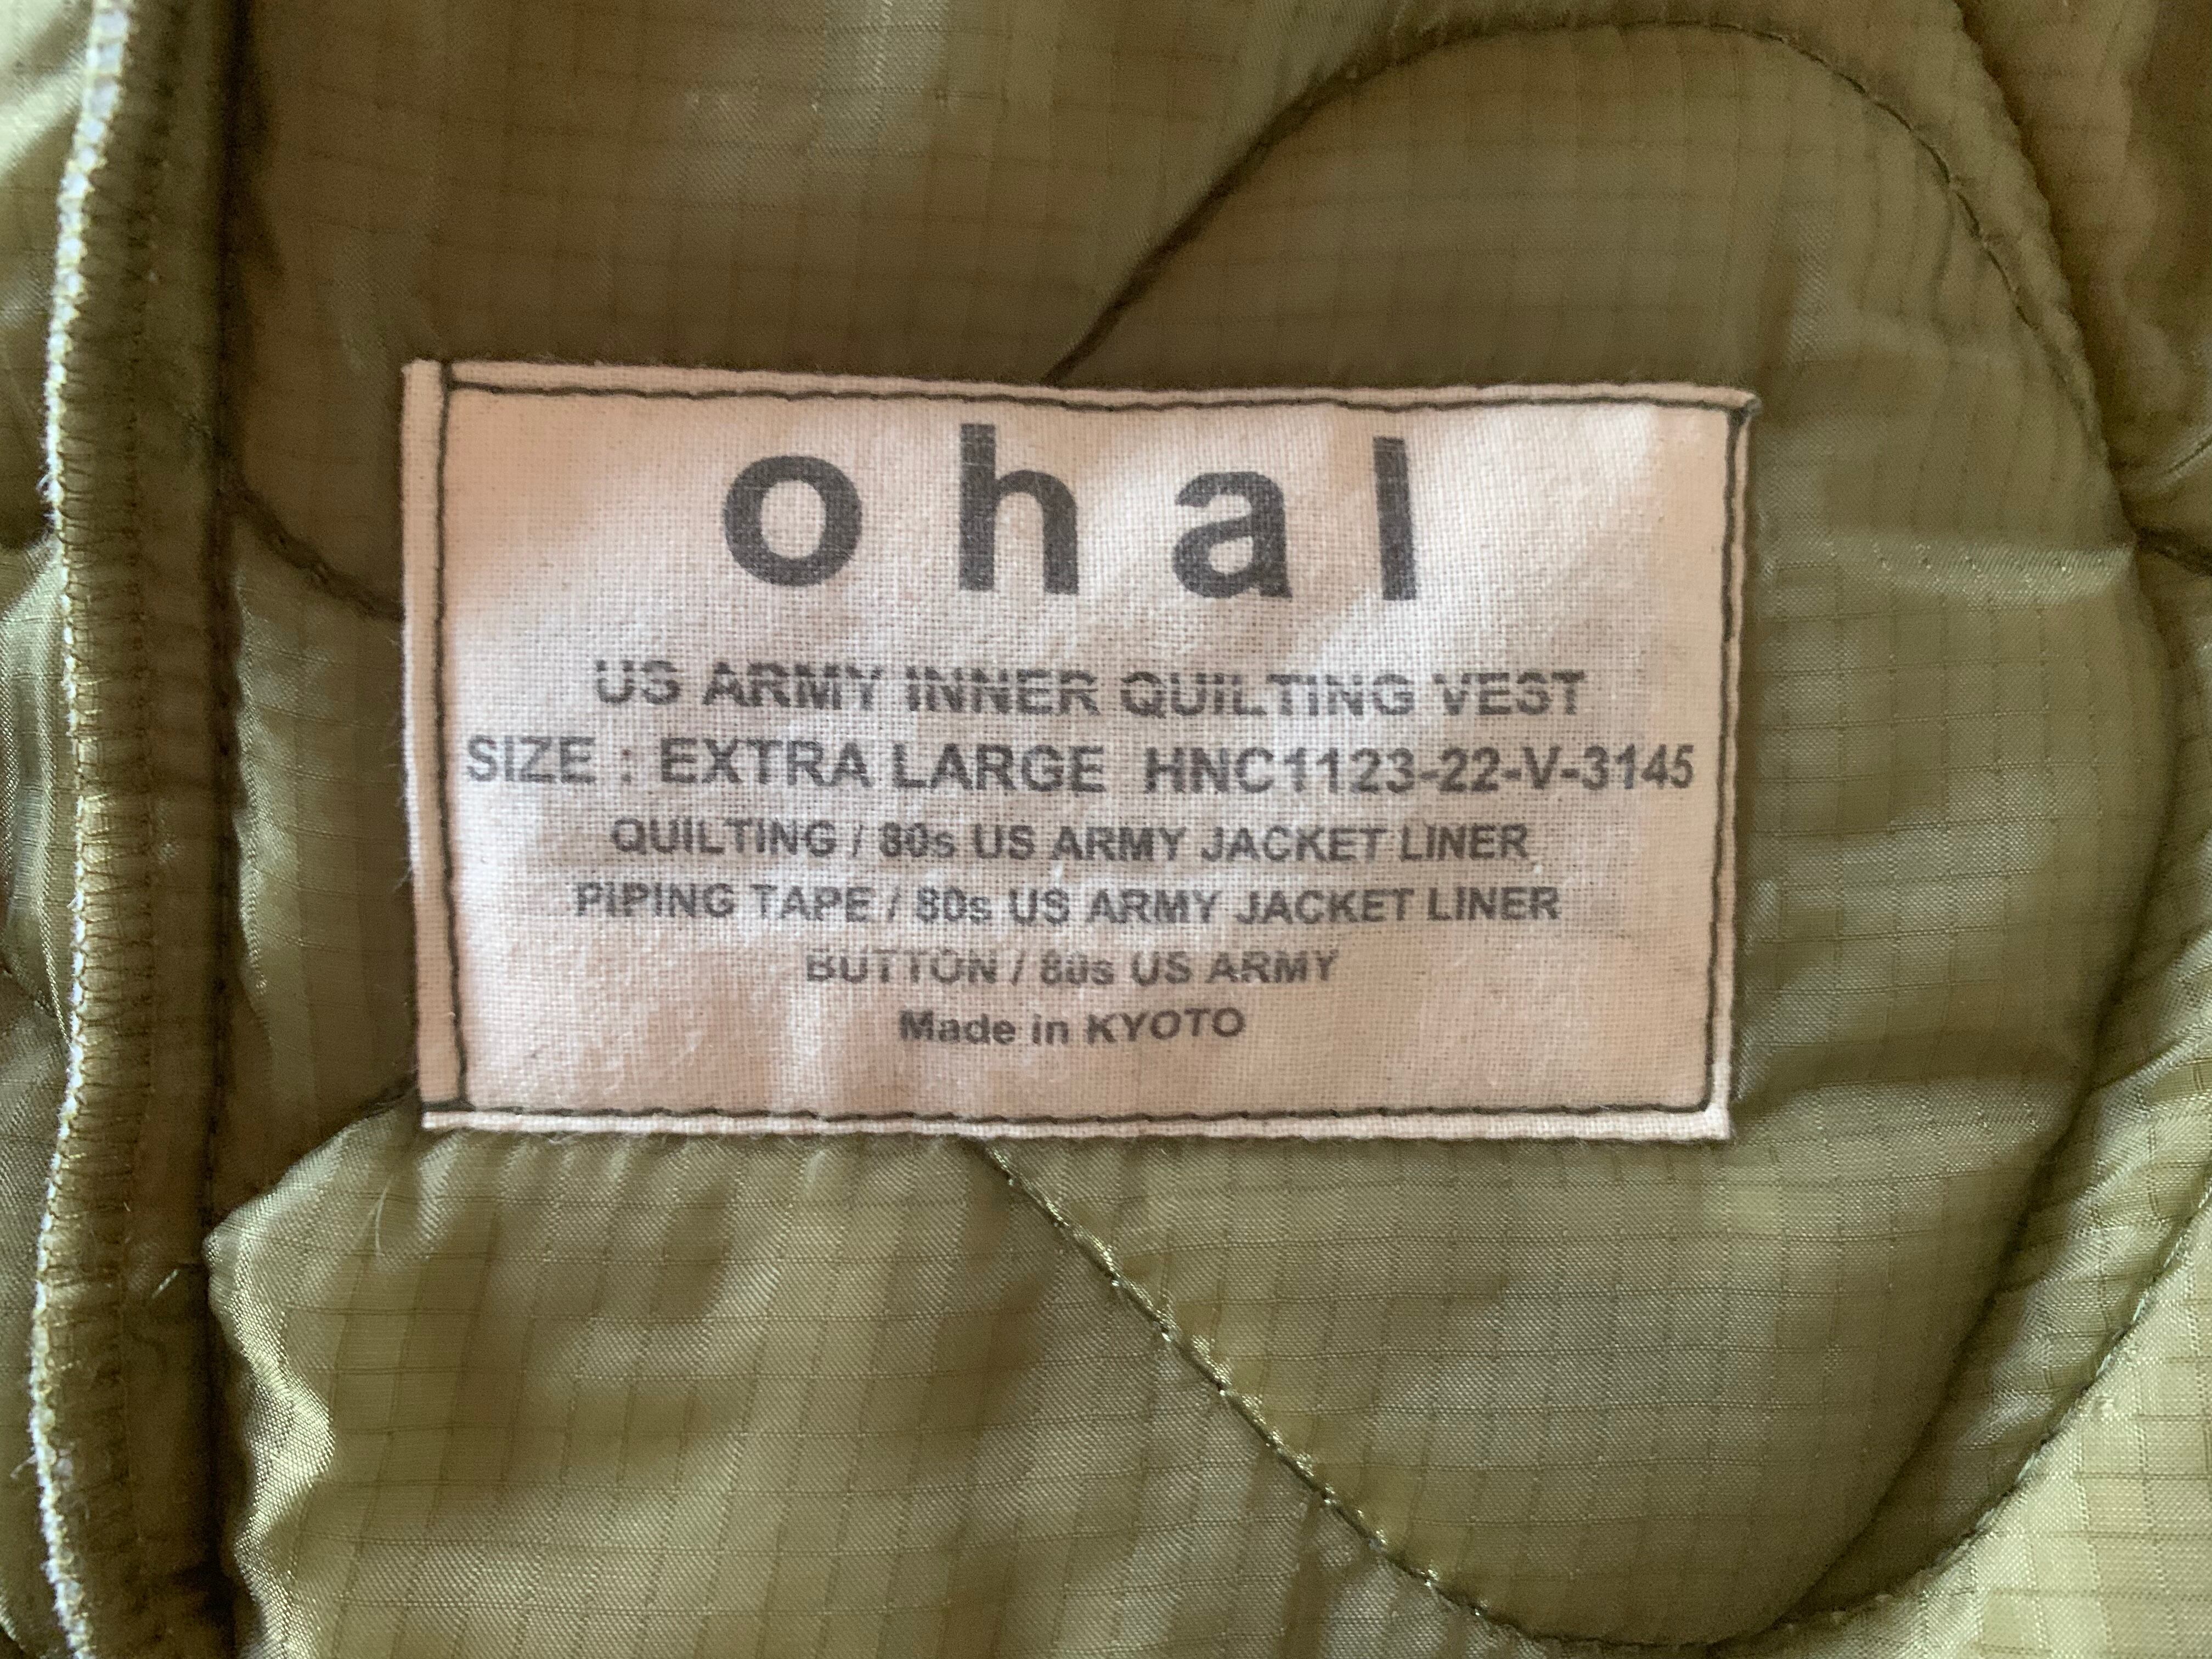 ohal
US ARMY INNER QUILTING VEST
SIZE : EXTRA LARGE HNC1123-22-V-3145
QUILTING / 80s US ARMY JACKET LINER
PIPING TAPE / 80s US ARMY JACKET LINER
BUTTON / 80s US ARMY
Made in KYOTO